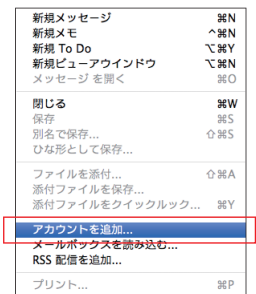 新規メッセージ ⌘N
新規メモ ^⌘N
新規 To Do ⌥⌘Y
新規ビューアウインドウ ⌥⌘N
メッセージ を開く ⌘O
閉じる ⌘W
保存 ⌘S
別名で保存... ⇧⌘S
ひな形として保存...
ファイルを添付... ⇧⌘A
添付ファイルを保存...
添付ファイルをクイックルック... ⌘Y
アカウントを追加...
メールボックスを読み込む...
RSS 配信を追加...
プリント... ⌘P